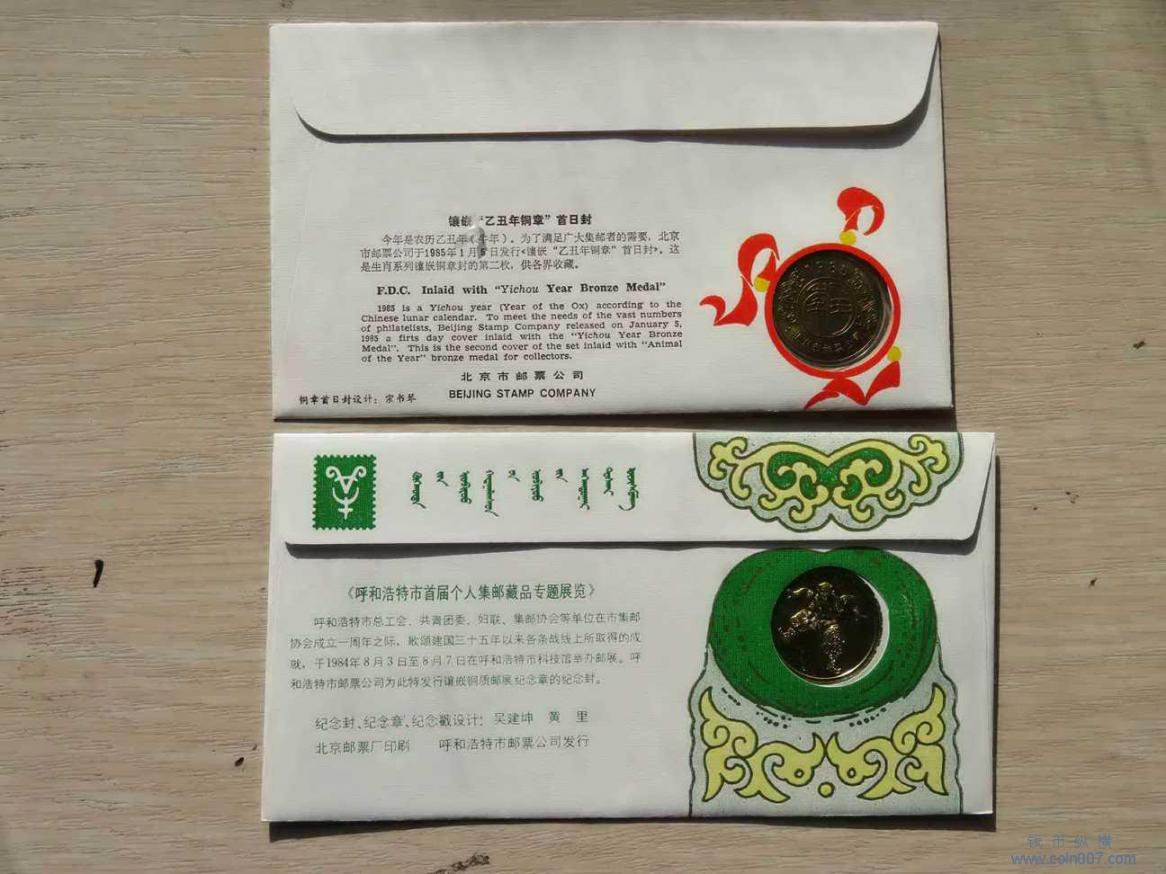 镶嵌“乙丑年铜章”首日封
今年是农历乙丑年(牛年)。为了满足广大集邮者的需要,北京
市邮票公司于1985年1月5日发行<镶嵌“乙丑年铜章”首日封>。这
是生肖系列镶嵌铜章封的第二枚,供各界收藏。
F.D.C. Inlaid with "Yichou Year Bronze Medal"
1985 is a Yichou year (Year of the Ox) according to the
Chinese lunar calendar. To meet the needs of the vast numbers
of philatelists, Beijing Stamp Company released on January 5,
1985 a firts day cover inlaid with the "Yichou Year Bronze
Medal". This is the second cover of the set inlaid with "Animal
of the Year" bronze medal for collectors.
北京市邮票公司
BEIJING STAMP COMPANY
铜章首日封设计:宋书琴
1985
《呼和浩特市首届个人集邮藏品专题展览》
呼和浩特市总工会、共青团委、妇联、集邮协会等单位在市集邮
协会成立一周年之际,歌颂建国三十五年以来各条战线上所取得的成
就,于1984年8月3日至8月7日在呼和浩特市科技馆举办邮展。呼
和浩特市邮票公司为此特发行镶嵌铜质邮展纪念章的纪念封。
纪念封、纪念章、纪念戳设计:吴建坤 黄 里
北京邮票厂印刷 呼和浩特市邮票公司发行
钱币纵横
www.coin007.com